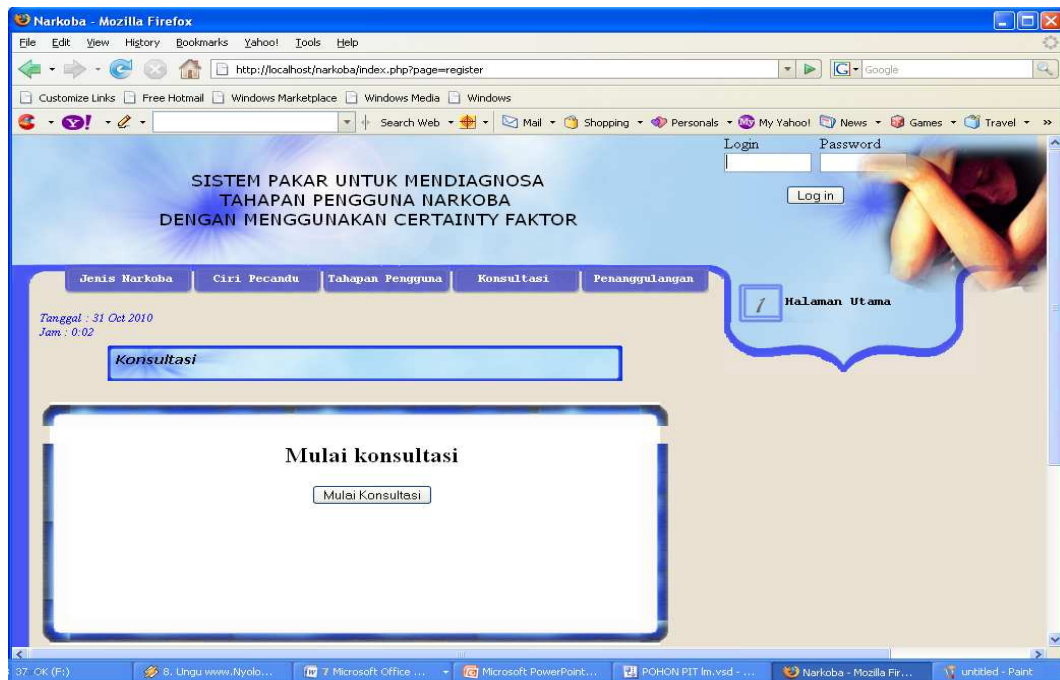 Narkoba - Mozilla Firefox
File Edit View History Bookmarks Yahoo! Tools Help
http://localhost/narkoba/index.php?page=register
Google
Customize Links Free Hotmail Windows Marketplace Windows Media Windows
Search Web Mail Shopping Personals My Yahoo! News Games Travel »
Login Password
Log in
SISTEM PAKAR UNTUK MENDIAGNOSA
TAHAPAN PENGGUNA NARKOBA
DENGAN MENGGUNAKAN CERTAINTY FAKTOR
Jenis Narkoba Ciri Pecandu Tahapan Pengguna Konsultasi Penanggulangan
1 Halaman Utama
Tanggal : 31 Oct 2010
Jam : 0:02
Konsultasi
Mulai konsultasi
Mulai Konsultasi
37. OK (F:) 8. Ungu www.Nyolo... 7 Microsoft Office ... Microsoft PowerPoint... POHON PIT lm.vsd - ... Narkoba - Mozilla Fir... untitled - Paint